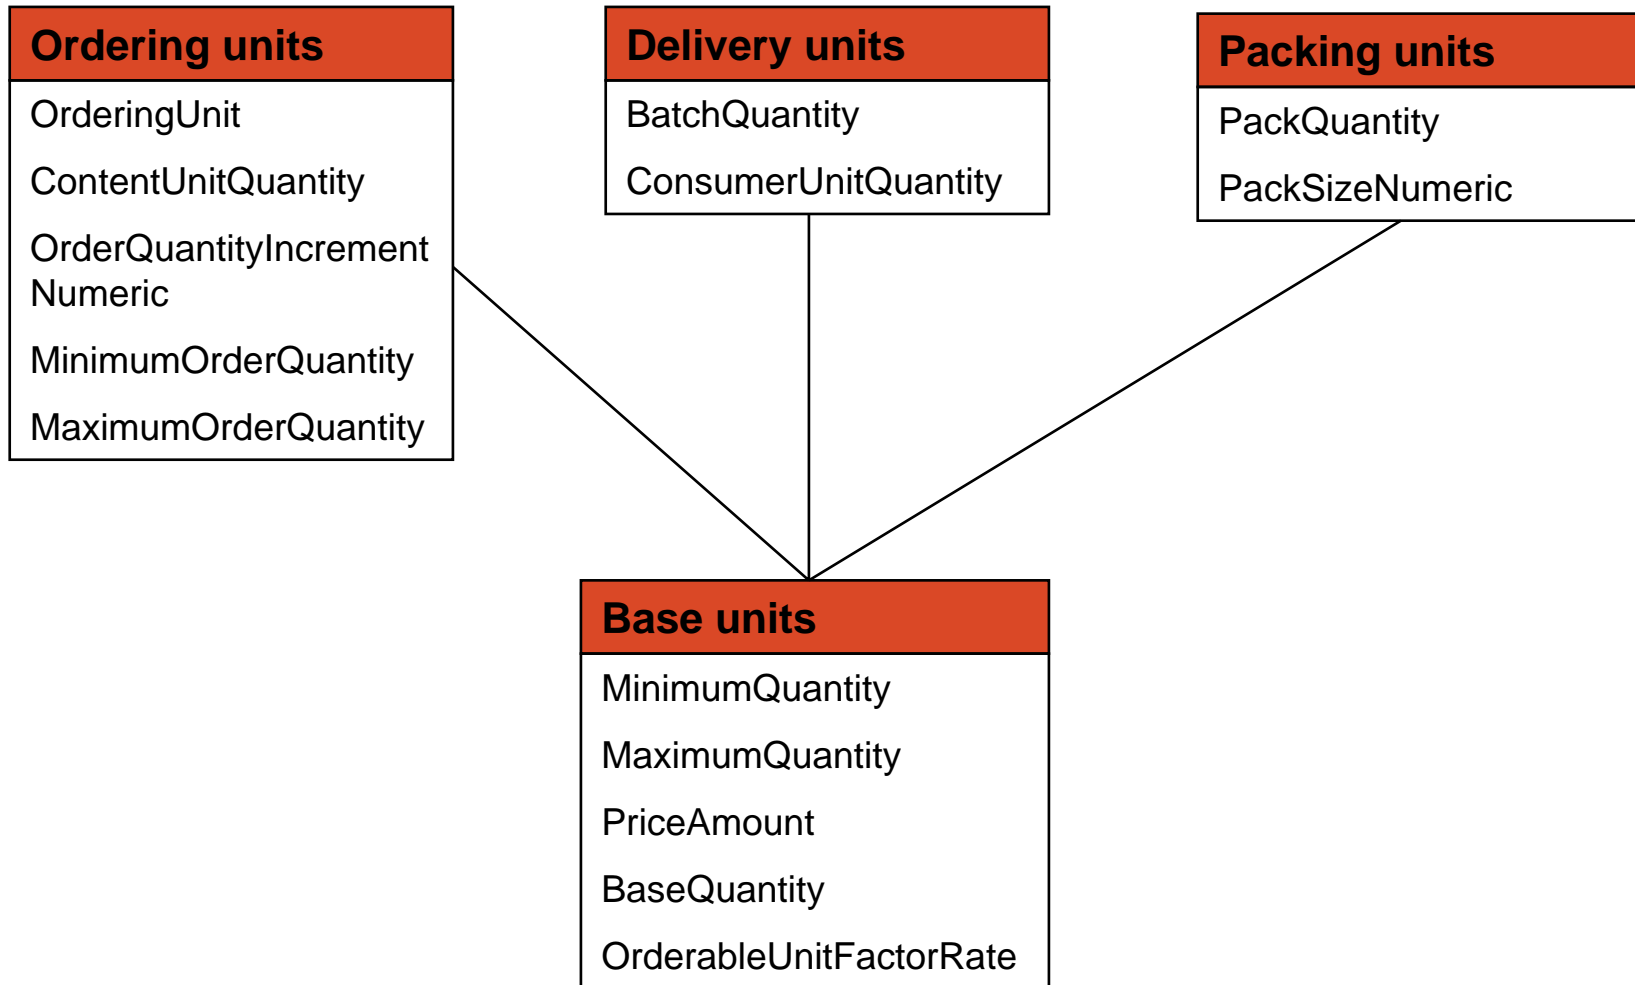 Ordering units
OrderingUnit
ContentUnitQuantity
OrderQuantityIncrement
Numeric
MinimumOrderQuantity
MaximumOrderQuantity
Delivery units
BatchQuantity
ConsumerUnitQuantity
Packing units
PackQuantity
PackSizeNumeric
Base units
MinimumQuantity
MaximumQuantity
PriceAmount
BaseQuantity
OrderableUnitFactorRate